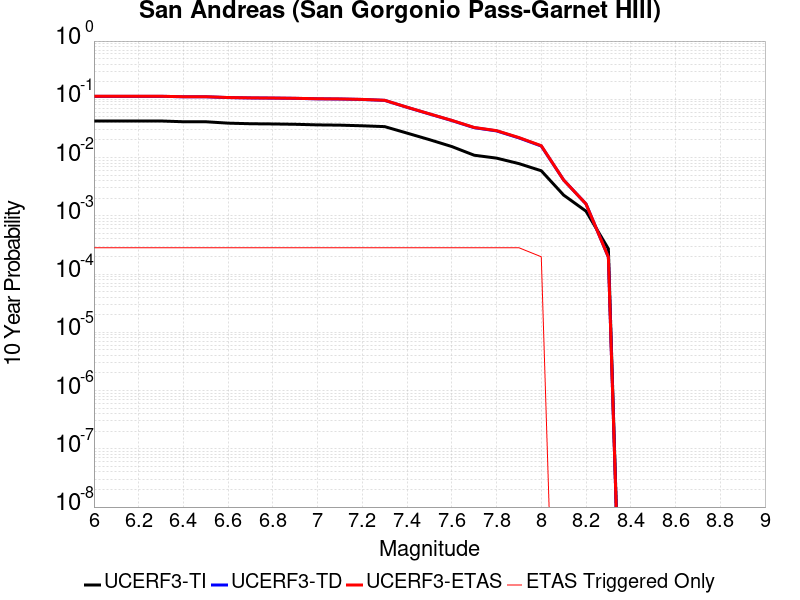 San Andreas (San Gorgonio Pass-Garnet HIll)
10 0
10 -1
10 -2
10 -3
10 -4
10 -5
10 -6
10 -7
10 -8
10 Year Probability
6 6.2 6.4 6.6 6.8 7 7.2 7.4 7.6 7.8 8 8.2 8.4 8.6 8.8 9
Magnitude
UCERF3-TI UCERF3-TD UCERF3-ETAS ETAS Triggered Only